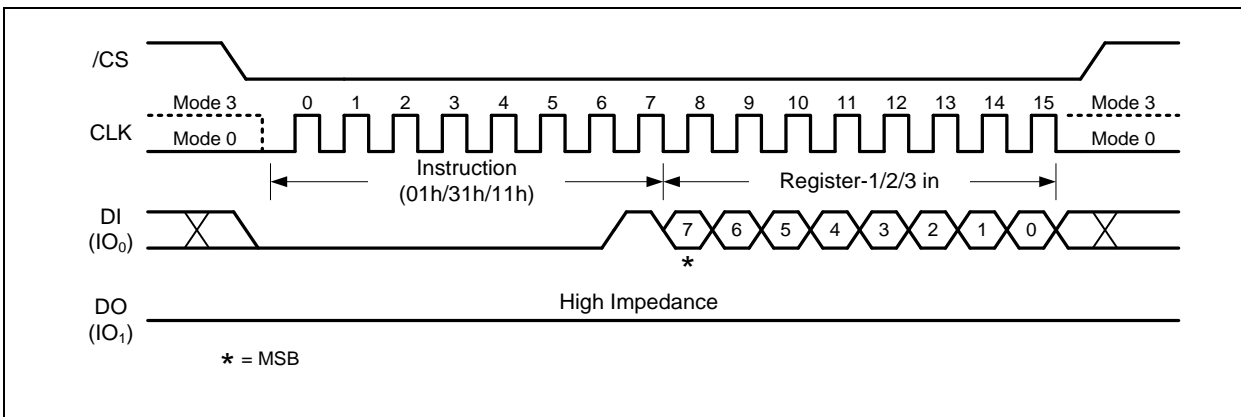 /CS
Mode 3 0 1 2 3 4 5 6 7 8 9 10 11 12 13 14 15 Mode 3
CLK
Mode 0 Mode 0
Instruction
(01h/31h/11h)
Register-1/2/3 in
DI
(IO₀)
7 6 5 4 3 2 1 0
*
High Impedance
DO
(IO₁)
* = MSB